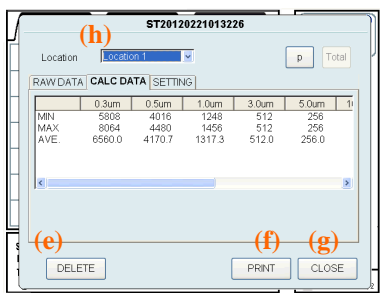 ST20120221013226
(h)
Location Location 1 p Total
RAW DATA CALC DATA SETTING
0.3um 0.5um 1.0um 3.0um 5.0um 1
MIN 5808 4016 1248 512 256
MAX 8064 4480 1456 512 256
AVE. 6560.0 4170.7 1317.3 512.0 256.0
(e) (f) (g)
DELETE PRINT CLOSE